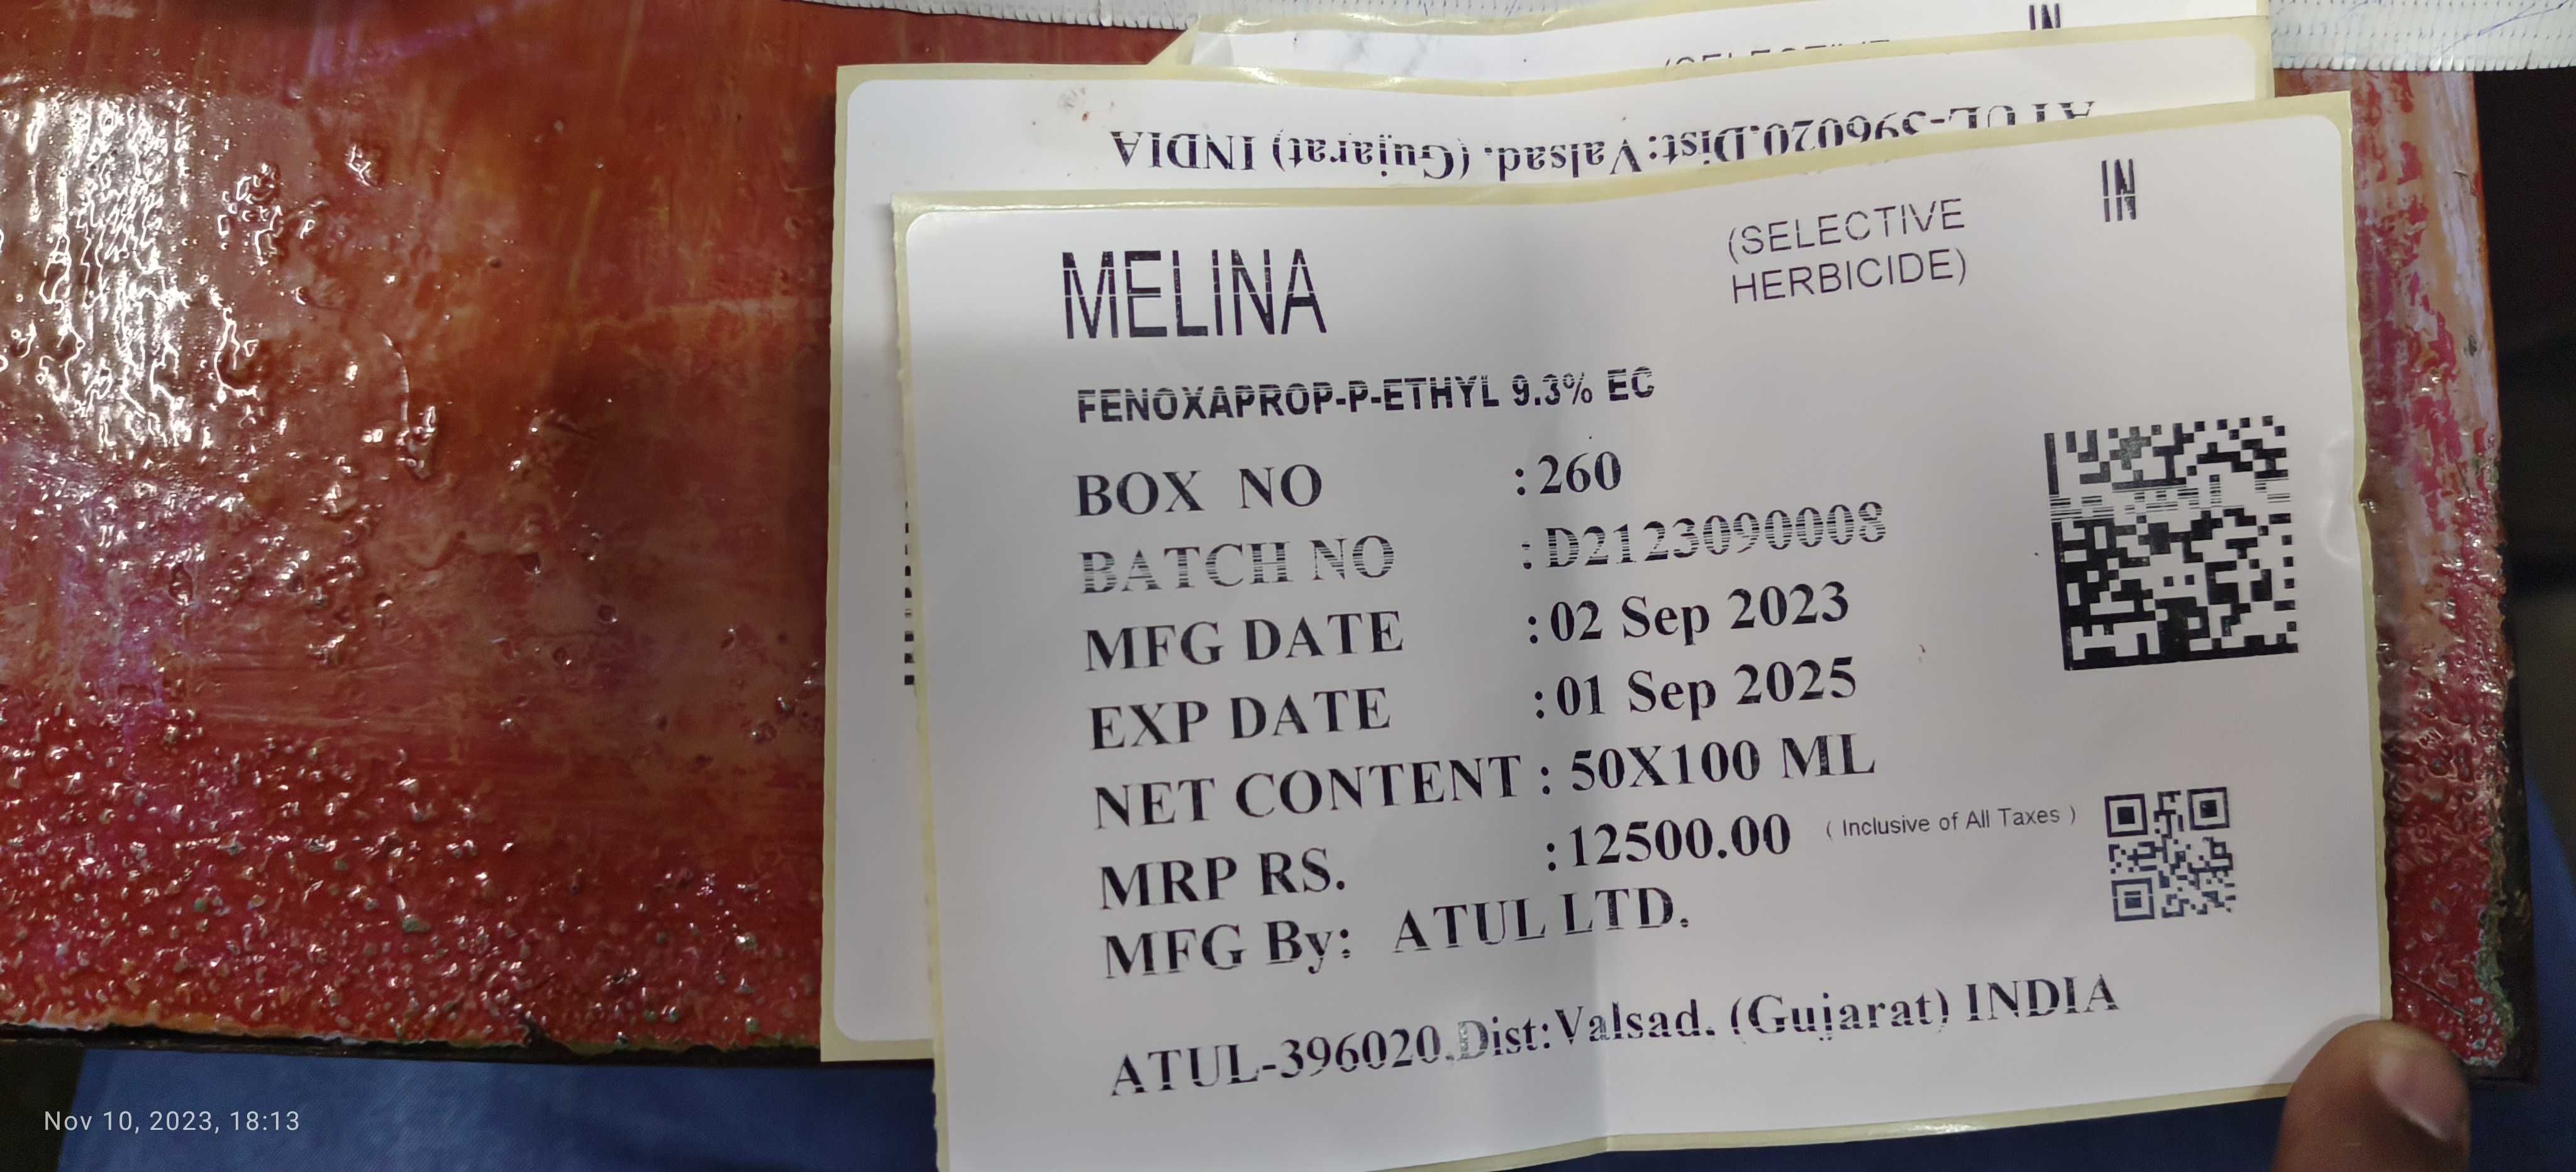 IN
(SELECTIVE
ATUL-396020.Dist:Valsad. (Gujarat) INDIA
IN
MELINA
(SELECTIVE
HERBICIDE)
FENOXAPROP-P-ETHYL 9.3% EC
BOX NO :260
BATCH NO :D2123090008
MFG DATE :02 Sep 2023
EXP DATE :01 Sep 2025
NET CONTENT : 50X100 ML
MRP RS. :12500.00 ( Inclusive of All Taxes )
MFG By: ATUL LTD.
ATUL-396020.Dist:Valsad. (Gujarat) INDIA
Nov 10, 2023, 18:13